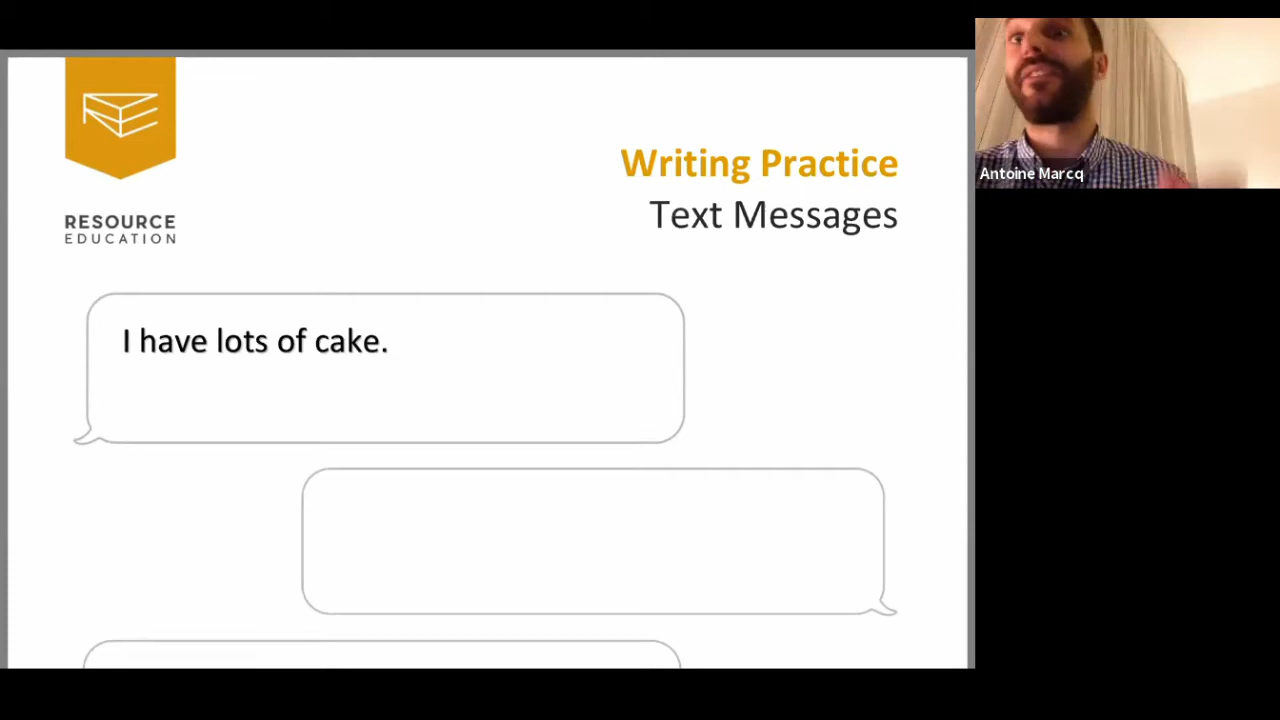 RESOURCE
EDUCATION
Writing Practice
Text Messages
I have lots of cake.
Antoine Marcq